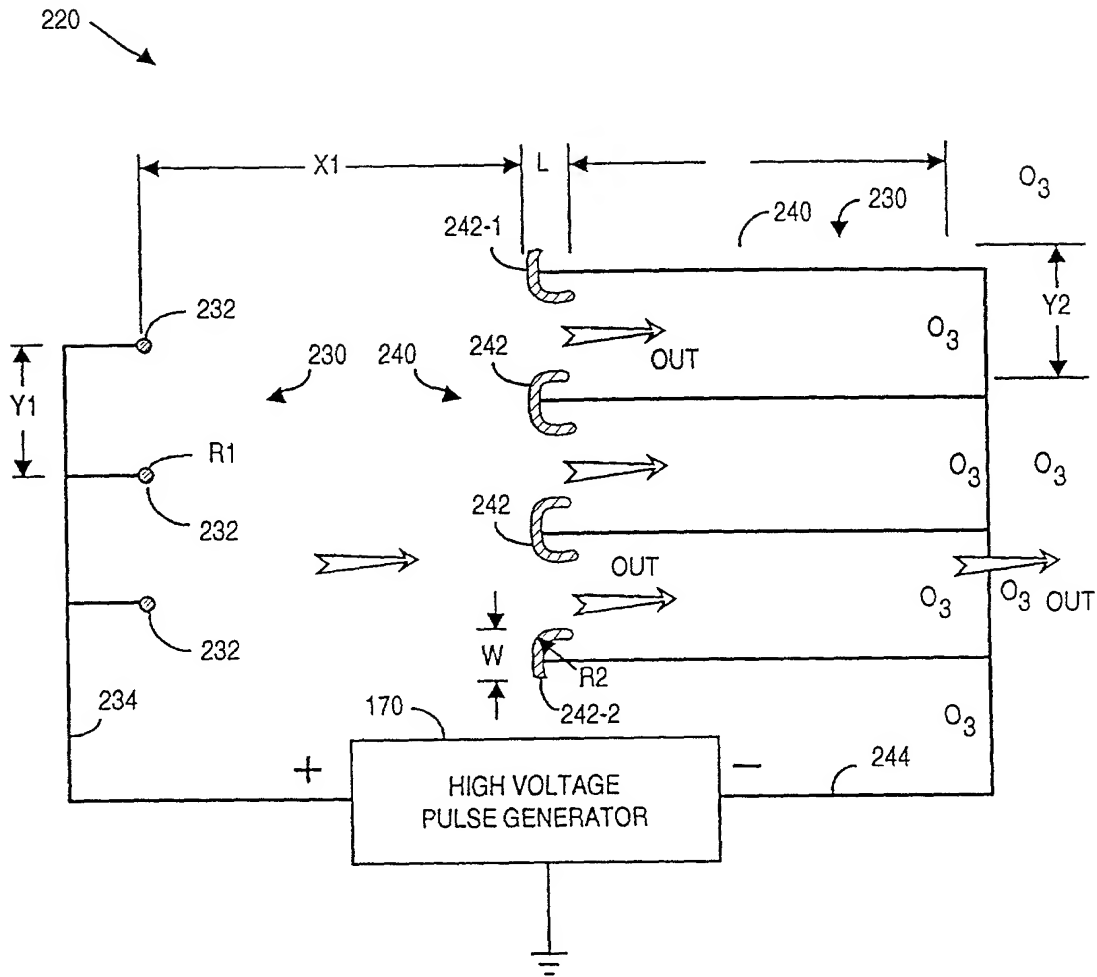 220
X1
L
O3
240
230
242-1
Y2
232
O3
OUT
230
240
242
Y1
R1
O3
O3
232
242
OUT
O3
O3
OUT
232
W
R2
234
170
242-2
O3
244
+
−
HIGH VOLTAGE
PULSE GENERATOR